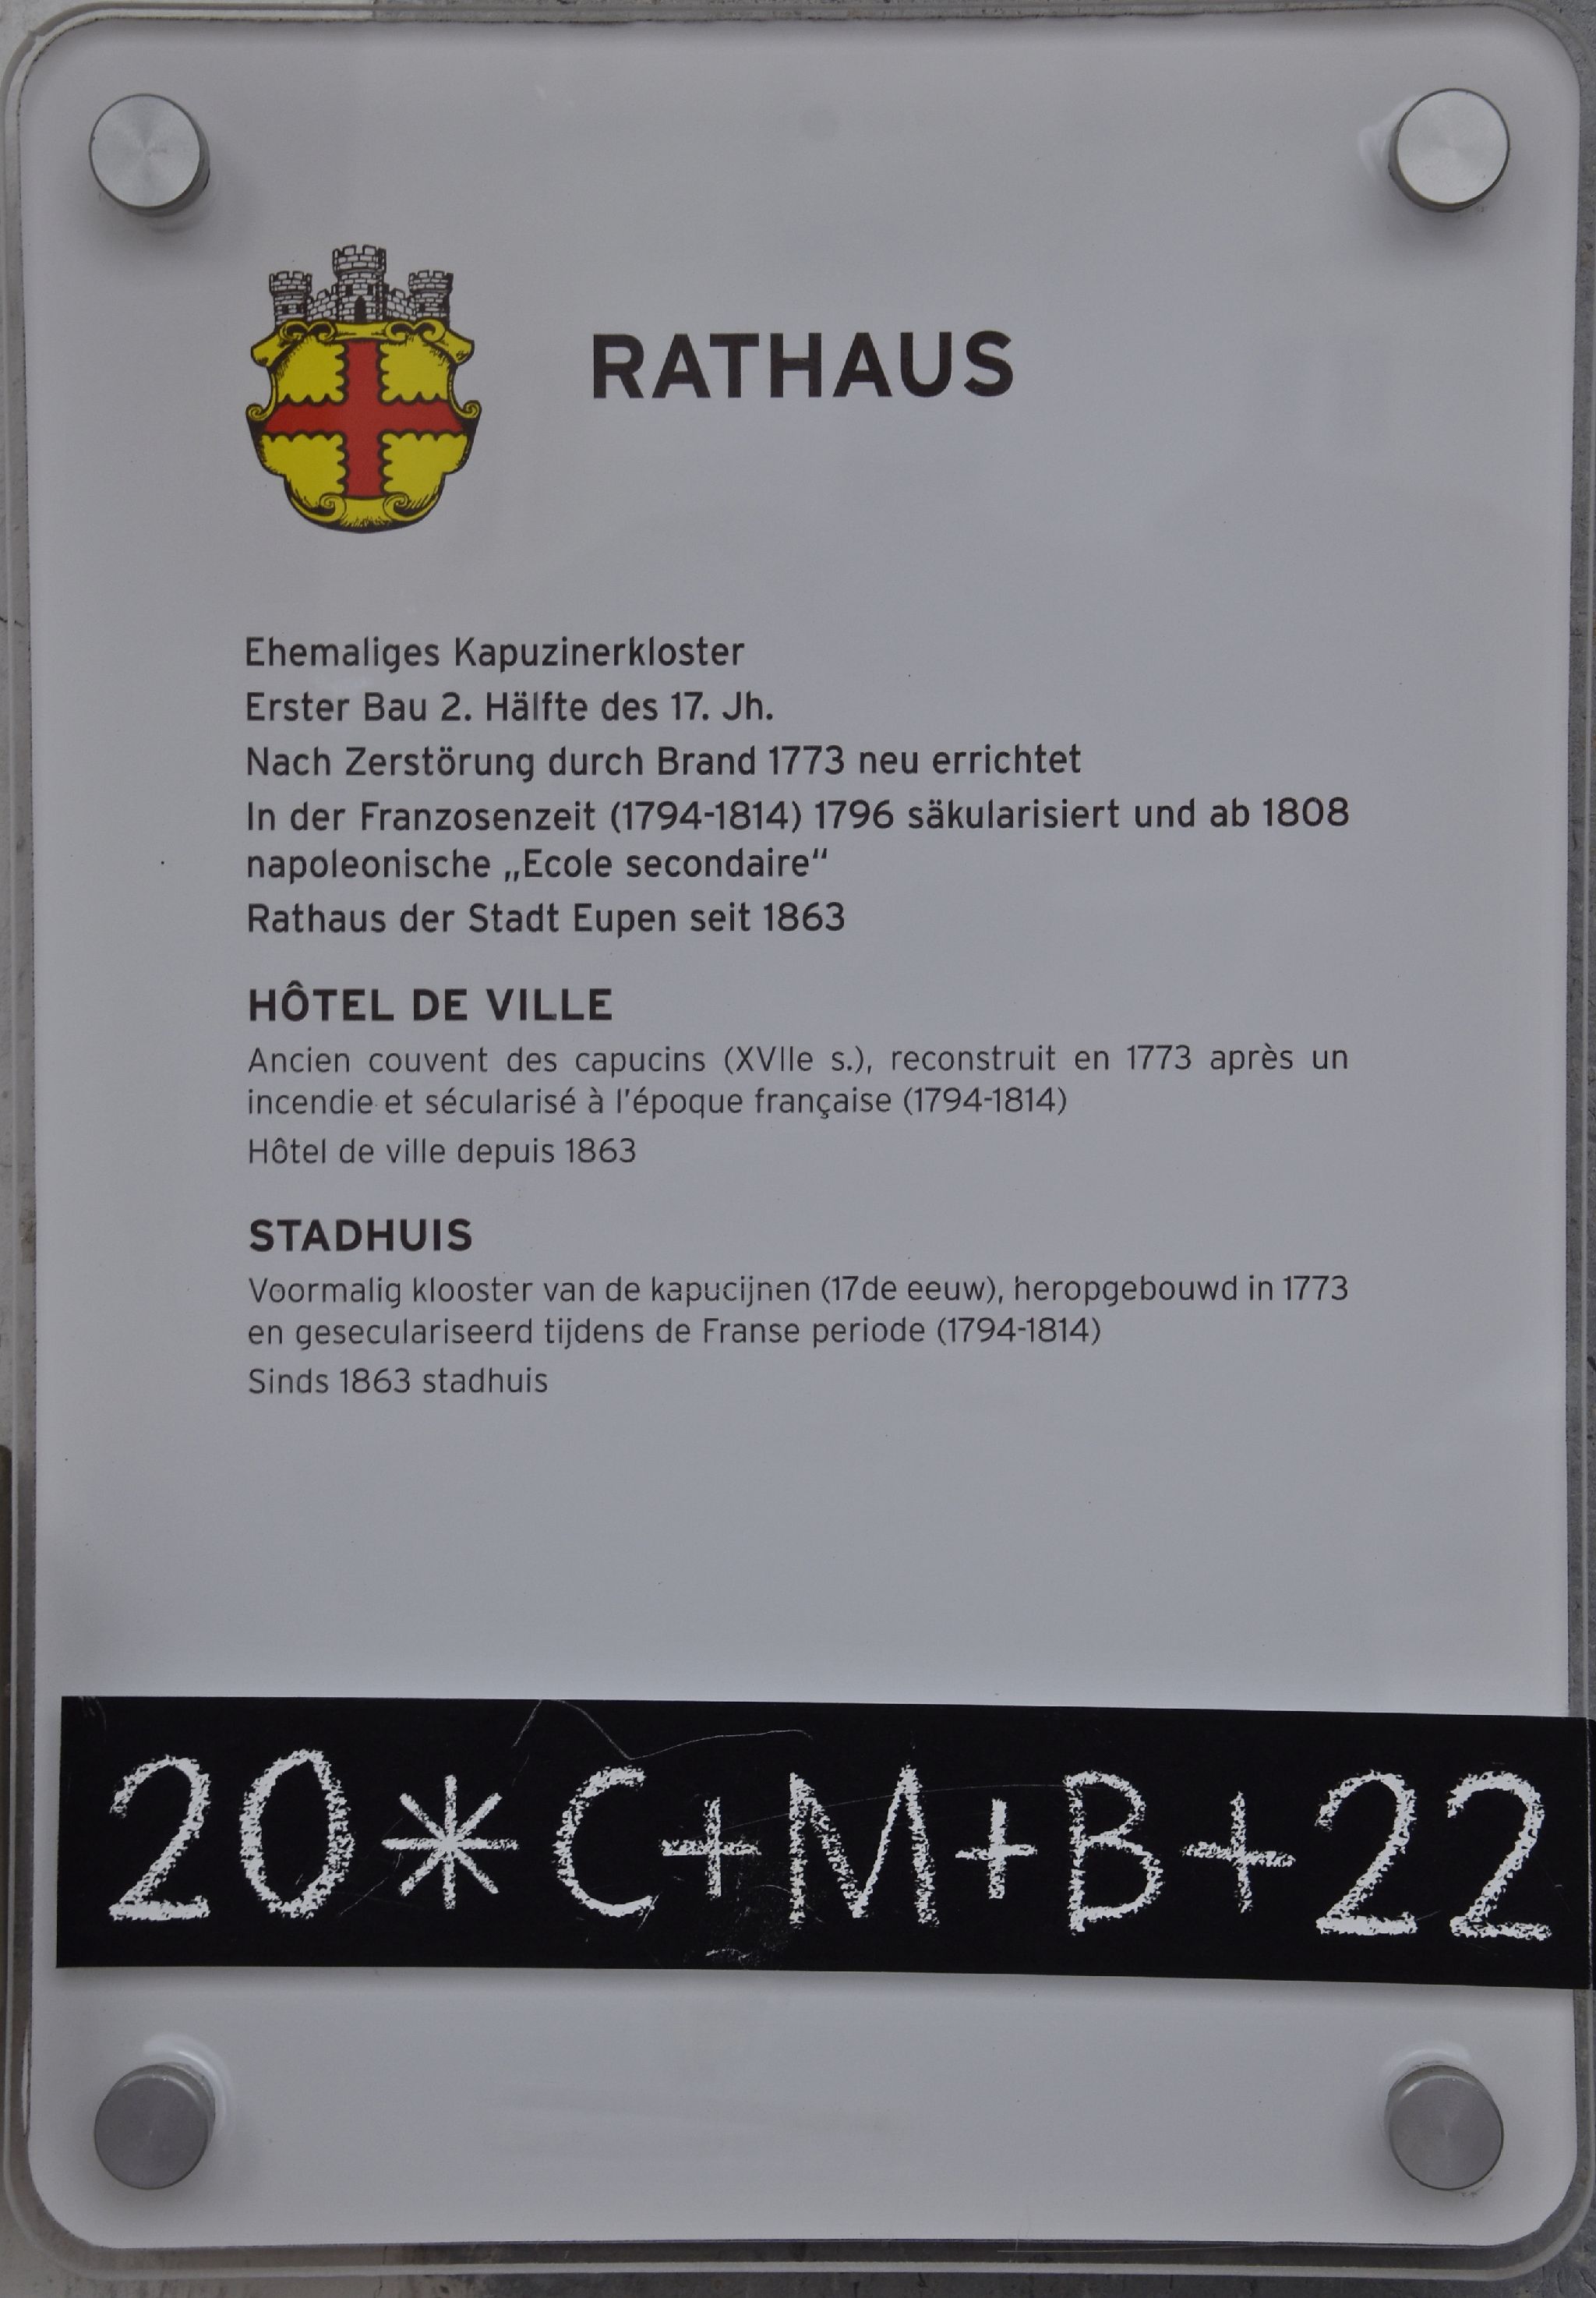 RATHAUS
Ehemaliges Kapuzinerkloster
Erster Bau 2. Hälfte des 17. Jh.
Nach Zerstörung durch Brand 1773 neu errichtet
In der Franzosenzeit (1794-1814) 1796 säkularisiert und ab 1808
napoleonische „Ecole secondaire“
Rathaus der Stadt Eupen seit 1863
HÔTEL DE VILLE
Ancien couvent des capucins (XVIIe s.), reconstruit en 1773 après un
incendie et sécularisé à l'époque française (1794-1814)
Hôtel de ville depuis 1863
STADHUIS
Voormalig klooster van de kapucijnen (17de eeuw), heropgebouwd in 1773
en geseculariseerd tijdens de Franse periode (1794-1814)
Sinds 1863 stadhuis
20*C+M+B+22